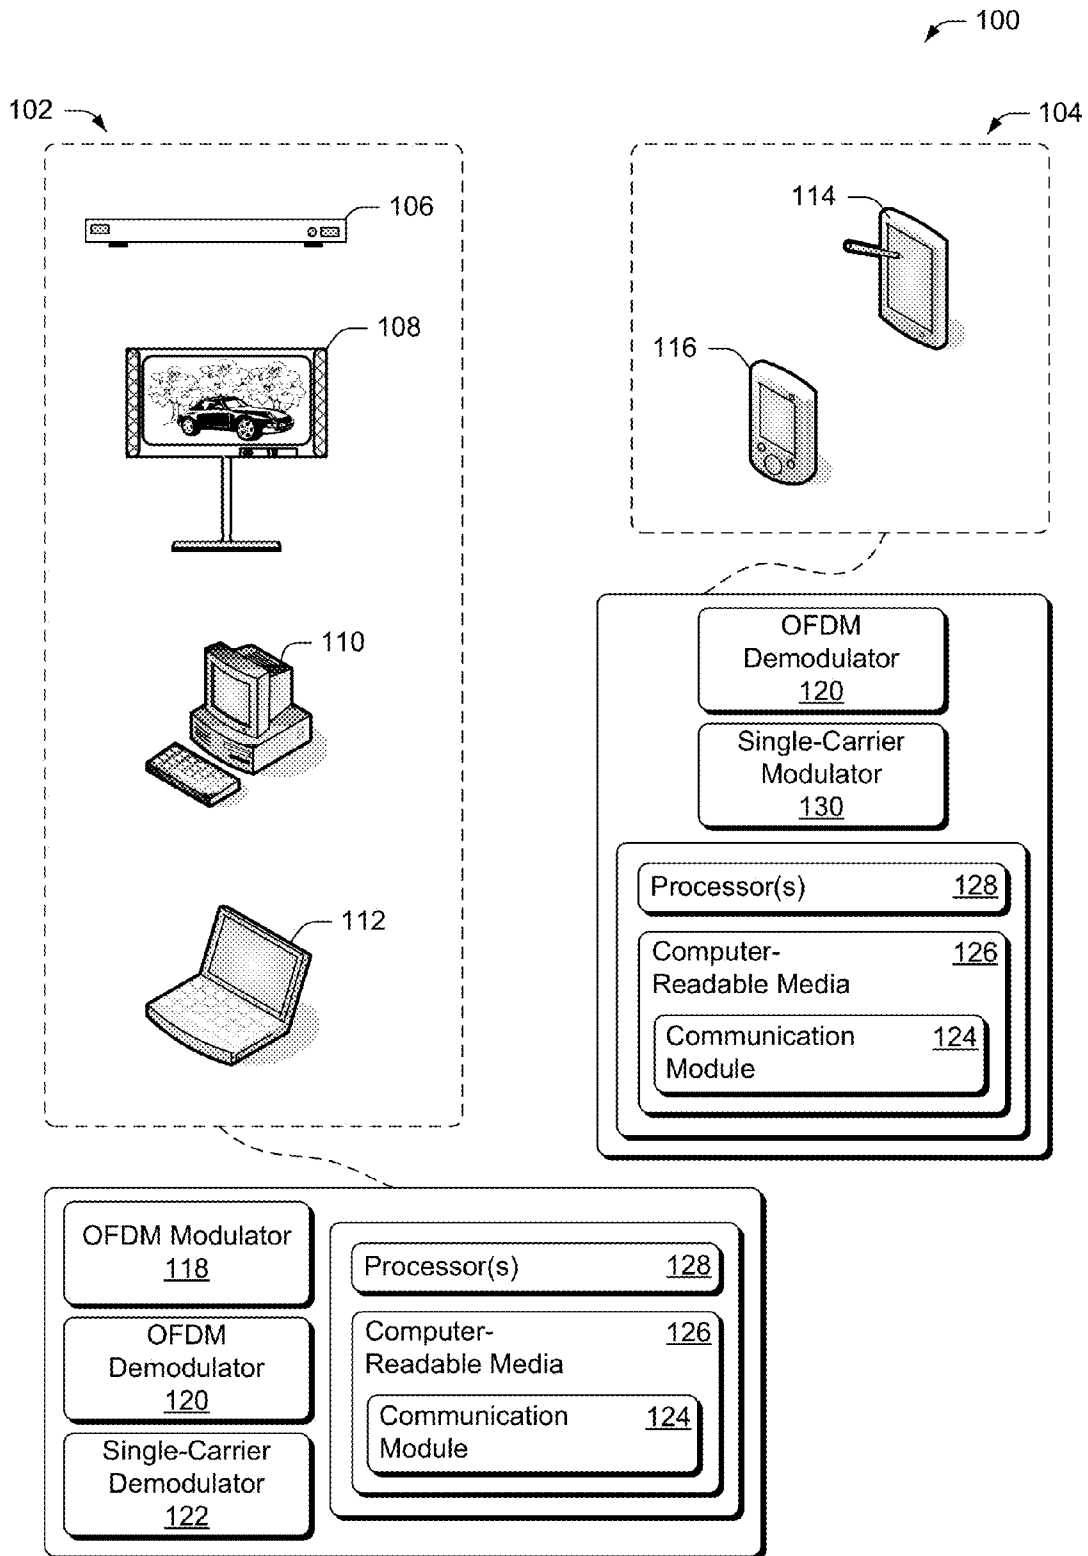 100
102
104
106
114
108
116
110
112
OFDM
Demodulator
120
Single-Carrier
Modulator
130
Processor(s) 128
Computer- 126
Readable Media
Communication 124
Module
OFDM Modulator
118
OFDM
Demodulator
120
Single-Carrier
Demodulator
122
Processor(s) 128
Computer- 126
Readable Media
Communication 124
Module